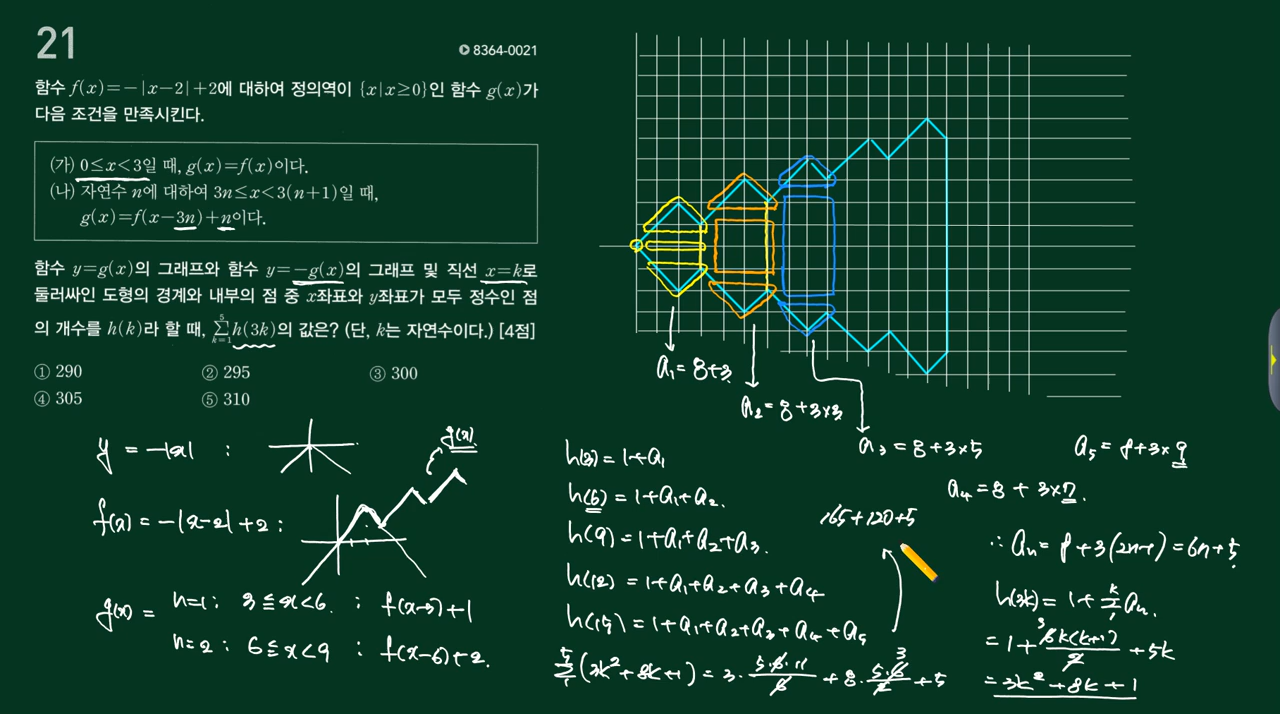 21
8364-0021
함수 f(x)=-|x-2|+2에 대하여 정의역이 {x|x≥0}인 함수 g(x)가
다음 조건을 만족시킨다.
(가) 0≤x<3일 때, g(x)=f(x)이다.
(나) 자연수 n에 대하여 3n≤x<3(n+1)일 때,
g(x)=f(x-3n)+n이다.
함수 y=g(x)의 그래프와 함수 y=-g(x)의 그래프 및 직선 x=k로
둘러싸인 도형의 경계와 내부의 점 중 x좌표와 y좌표가 모두 정수인 점
의 개수를 h(k)라 할 때, \sum_{k=1}^{5} h(3k)의 값은? (단, k는 자연수이다.) [4점]
① 290 ② 295 ③ 300
④ 305 ⑤ 310
y = -|x| :
f(x) = -|x-2|+2 :
g(x)
g(x) = n=1 : 3≦x<6 : f(x-3)+1
n=2 : 6≦x<9 : f(x-6)+2.
a₁= 8+3
a₂= 8+3×3
a₃ = 8+3×5
a₅= 8+3×9
a₄= 8 + 3×7.
h(3)= 1+a₁
h(6) = 1+a₁+a₂.
h(9) = 1+a₁+a₂+a₃.
h(12) = 1+a₁+a₂+a₃+a₄
h(15) = 1+a₁+a₂+a₃+a₄+a₅
165+120+5
∴ aₙ= 8+3(2n-1) = 6n+5
h(3k) = 1+ \sum_{1}^{k} aₙ.
= 1+ 6k(k+1)/2 +5k
= 3k²+8k+1
\sum_{1}^{5}(3k²+8k+1) = 3· 5·6·11/6 +8· 5·6/2 +5